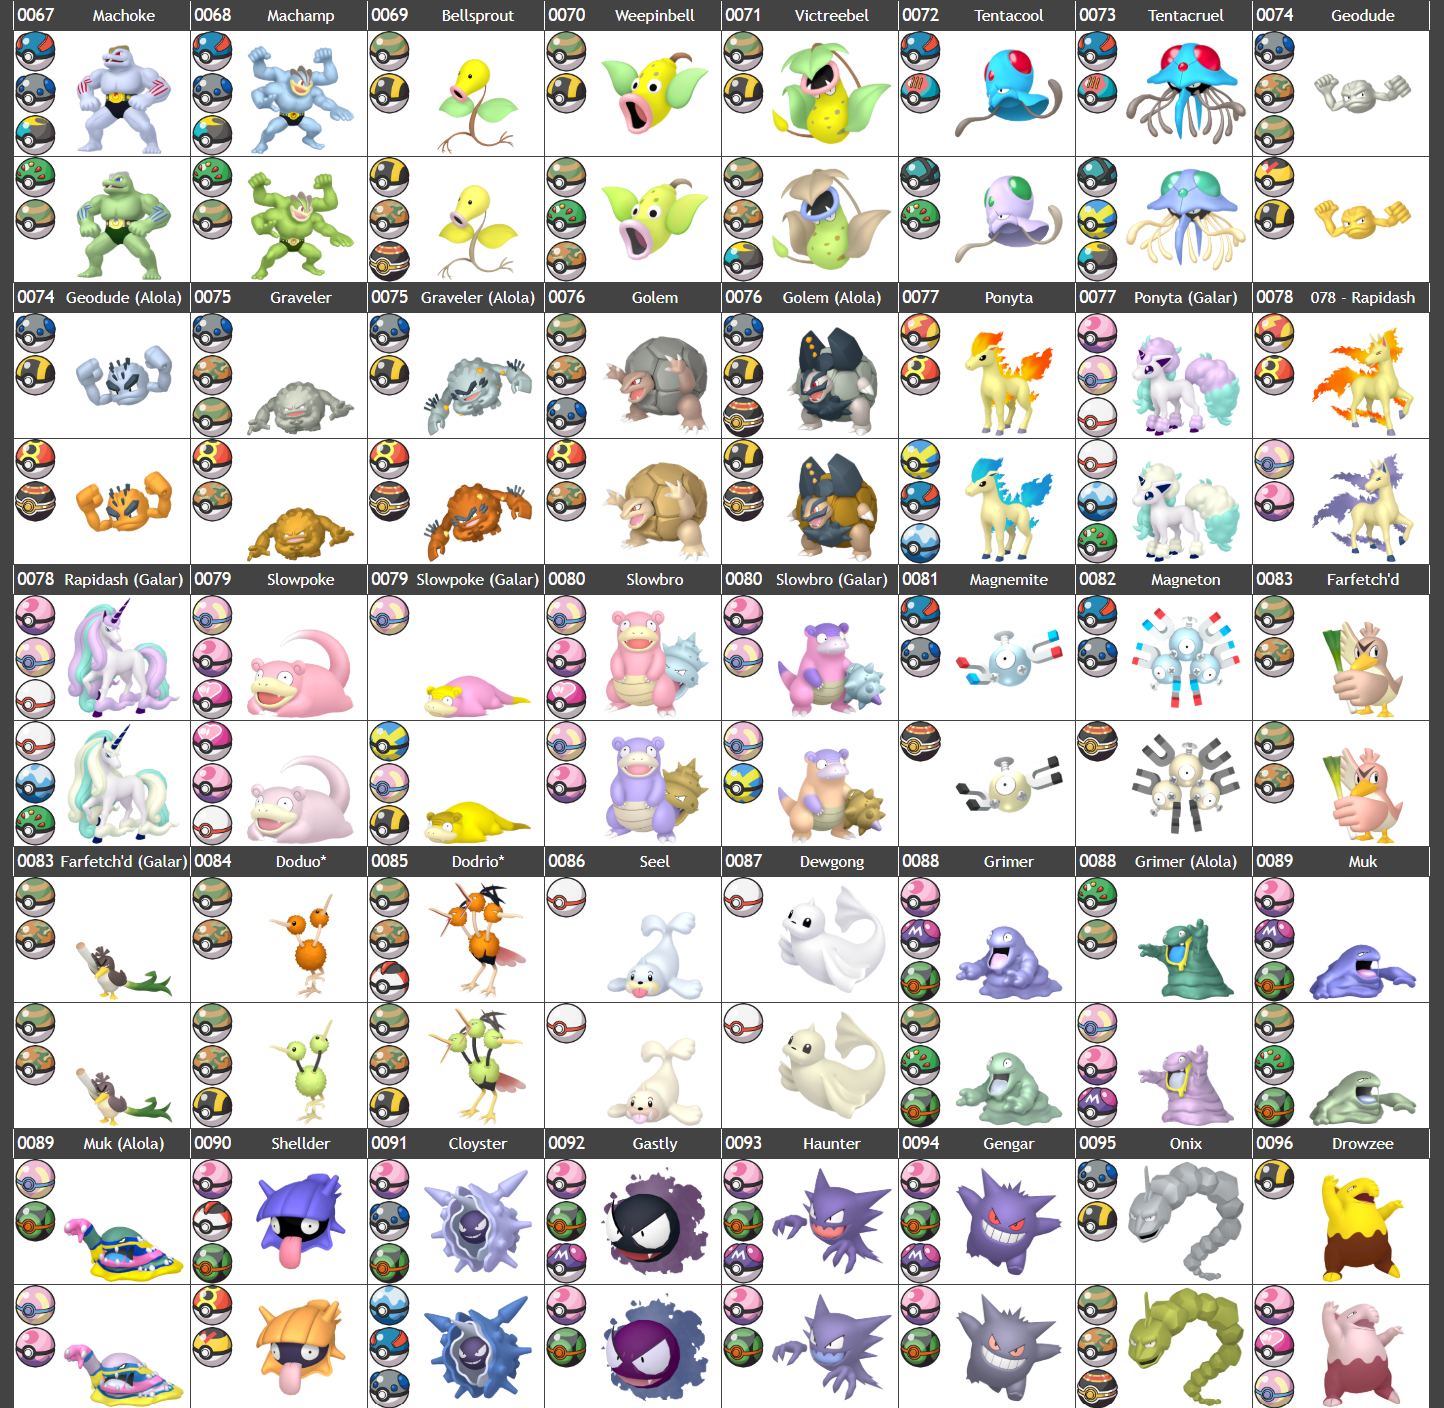 0067 Machoke 0068 Machamp 0069 Bellsprout 0070 Weepinbell 0071 Victreebel 0072 Tentacool 0073 Tentacruel 0074 Geodude
0074 Geodude (Alola) 0075 Graveler 0075 Graveler (Alola) 0076 Golem 0076 Golem (Alola) 0077 Ponyta 0077 Ponyta (Galar) 0078 078 - Rapidash
0078 Rapidash (Galar) 0079 Slowpoke 0079 Slowpoke (Galar) 0080 Slowbro 0080 Slowbro (Galar) 0081 Magnemite 0082 Magneton 0083 Farfetch'd
0083 Farfetch'd (Galar) 0084 Doduo* 0085 Dodrio* 0086 Seel 0087 Dewgong 0088 Grimer 0088 Grimer (Alola) 0089 Muk
0089 Muk (Alola) 0090 Shellder 0091 Cloyster 0092 Gastly 0093 Haunter 0094 Gengar 0095 Onix 0096 Drowzee